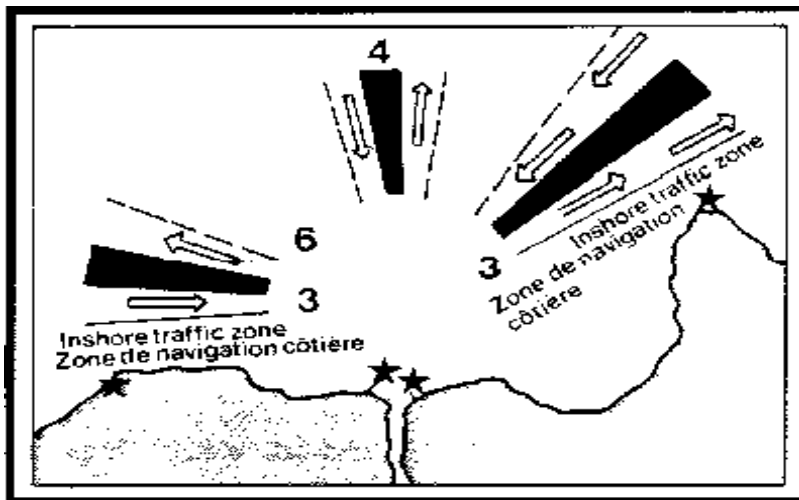 4
6
3
Inshore traffic zone
Zone de navigation côtière
3
Inshore traffic zone
Zone de navigation
côtière